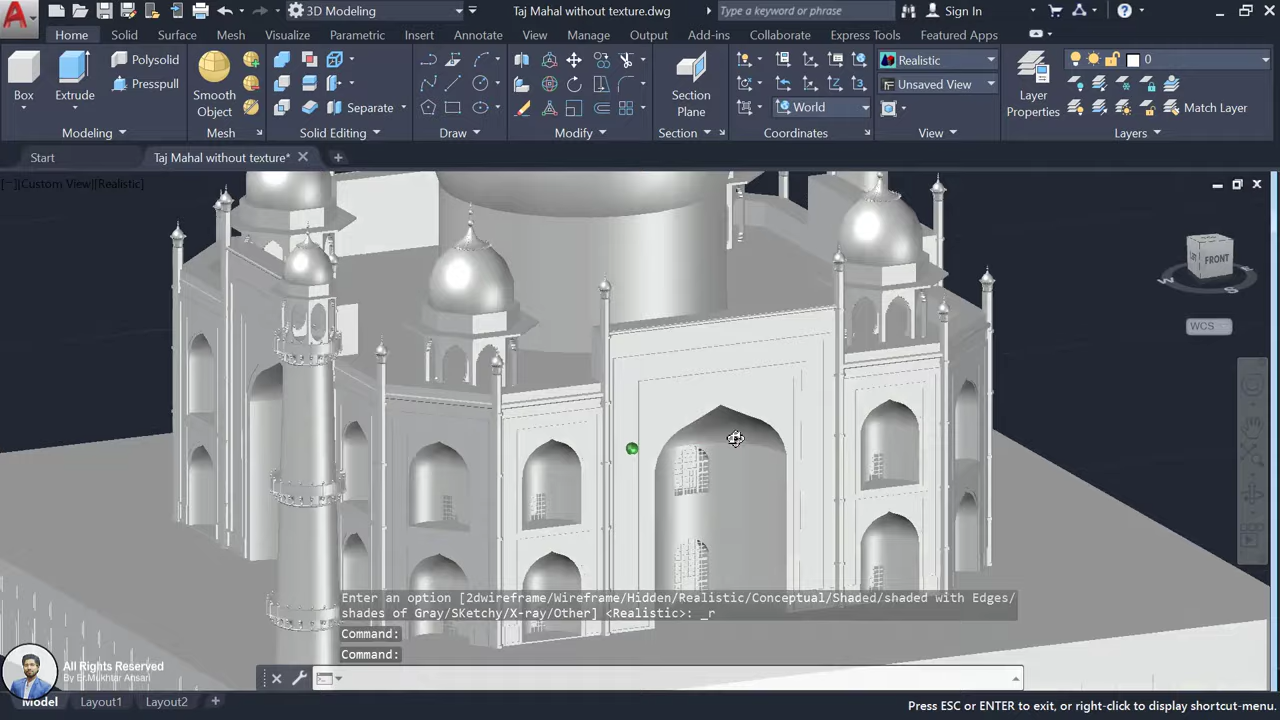 3D Modeling
Taj Mahal without texture.dwg
Type a keyword or phrase
Sign In
Home
Solid
Surface
Mesh
Visualize
Parametric
Insert
Annotate
View
Manage
Output
Add-ins
Collaborate
Express Tools
Featured Apps
Polysolid
Presspull
Box
Extrude
Smooth
Object
Separate
Section
Plane
World
Realistic
Unsaved View
Layer
Properties
0
Match Layer
Modeling
Mesh
Solid Editing
Draw
Modify
Section
Coordinates
View
Layers
Start
Taj Mahal without texture*
[−][Custom View][Realistic]
FRONT
W
S
WCS
Enter an option [2dwireframe/Wireframe/Hidden/Realistic/Conceptual/Shaded/shaded with Edges/
shades of Gray/SKetchy/X-ray/Other] <Realistic>: _r
Command:
Command:
All Rights Reserved
By Er.Mukhtar Ansari
Model
Layout1
Layout2
Press ESC or ENTER to exit, or right-click to display shortcut-menu.